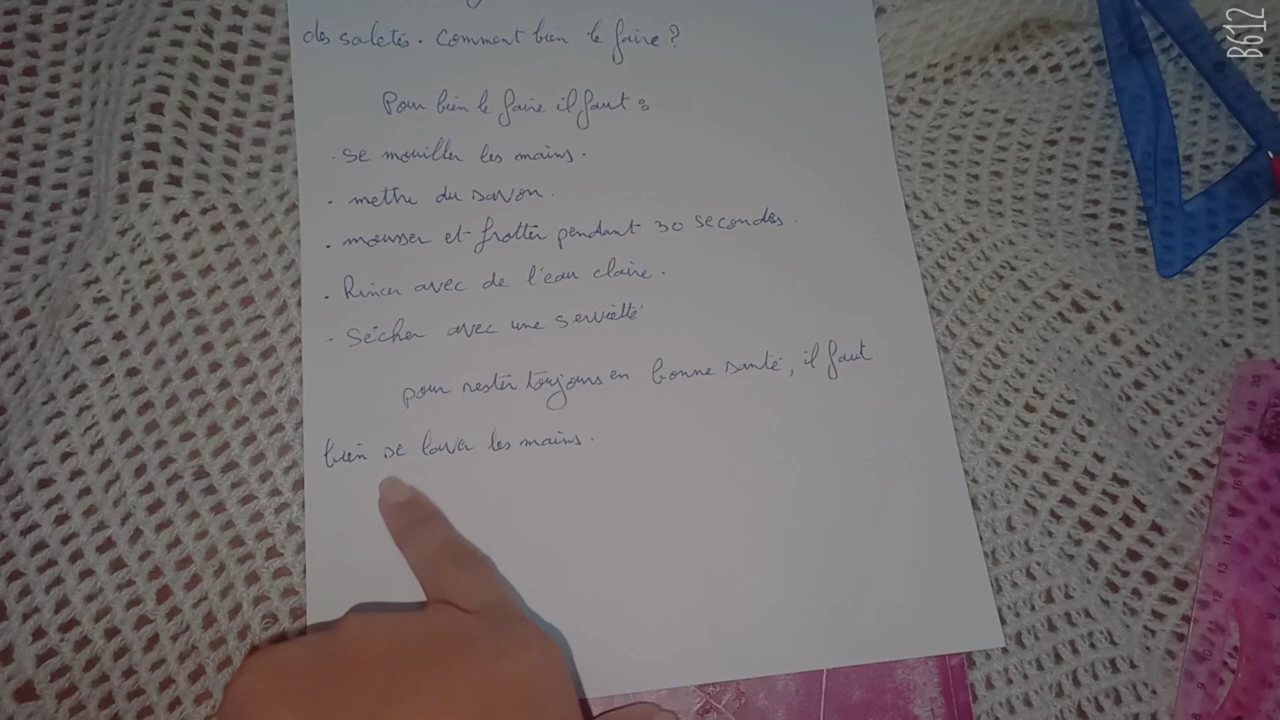 des saletés. Comment bien le faire ?
Pour bien le faire il faut :
. Se mouiller les mains.
. mettre du savon.
. mousser et frotter pendant 30 secondes.
. Rincer avec de l'eau claire.
. Sécher avec une serviette
pour rester toujours en bonne santé, il faut
bien se laver les mains.
B612